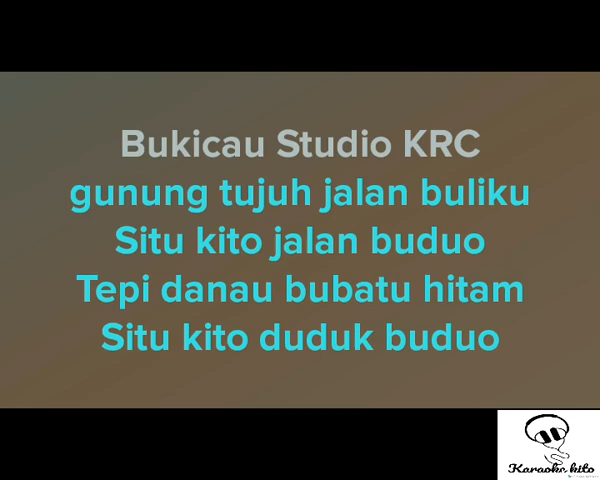 Bukicau Studio KRC
gunung tujuh jalan buliku
Situ kito jalan buduo
Tepi danau bubatu hitam
Situ kito duduk buduo
Karaoke kito